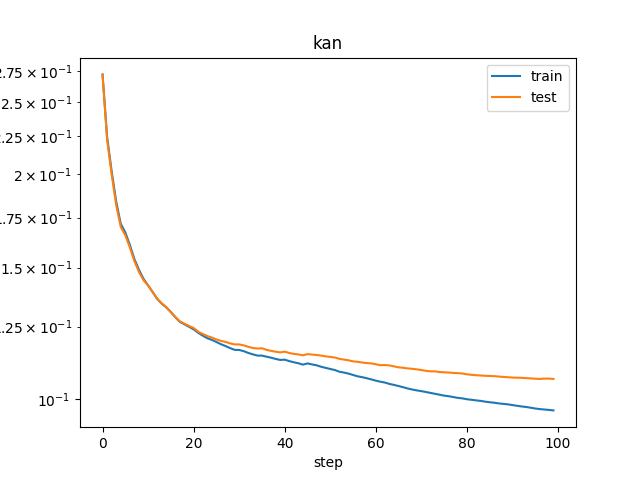 kan
2.75 × 10⁻¹
2.5 × 10⁻¹
2.25 × 10⁻¹
2 × 10⁻¹
1.75 × 10⁻¹
1.5 × 10⁻¹
1.25 × 10⁻¹
10⁻¹
train
test
0 20 40 60 80 100
step